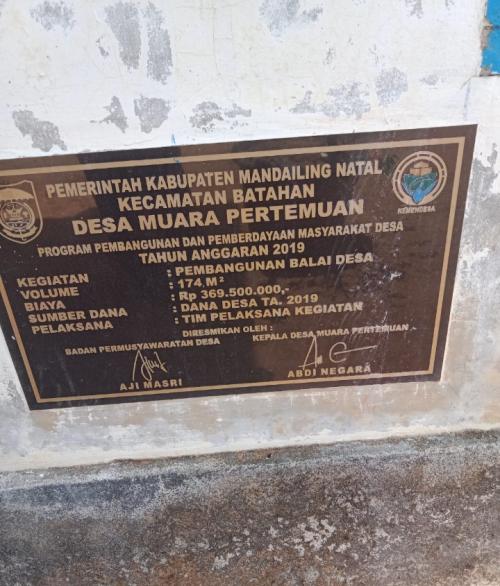 PEMERINTAH KABUPATEN MANDAILING NATAL
KECAMATAN BATAHAN
DESA MUARA PERTEMUAN
KEMENDESA
PROGRAM PEMBANGUNAN DAN PEMBERDAYAAN MASYARAKAT DESA
TAHUN ANGGARAN 2019
KEGIATAN : PEMBANGUNAN BALAI DESA
VOLUME : 174 M²
BIAYA : Rp 369.500.000,-
SUMBER DANA : DANA DESA TA. 2019
PELAKSANA : TIM PELAKSANA KEGIATAN
DIRESMIKAN OLEH :
BADAN PERMUSYAWARATAN DESA KEPALA DESA MUARA PERTEMUAN
AJI MASRI ABDI NEGARA